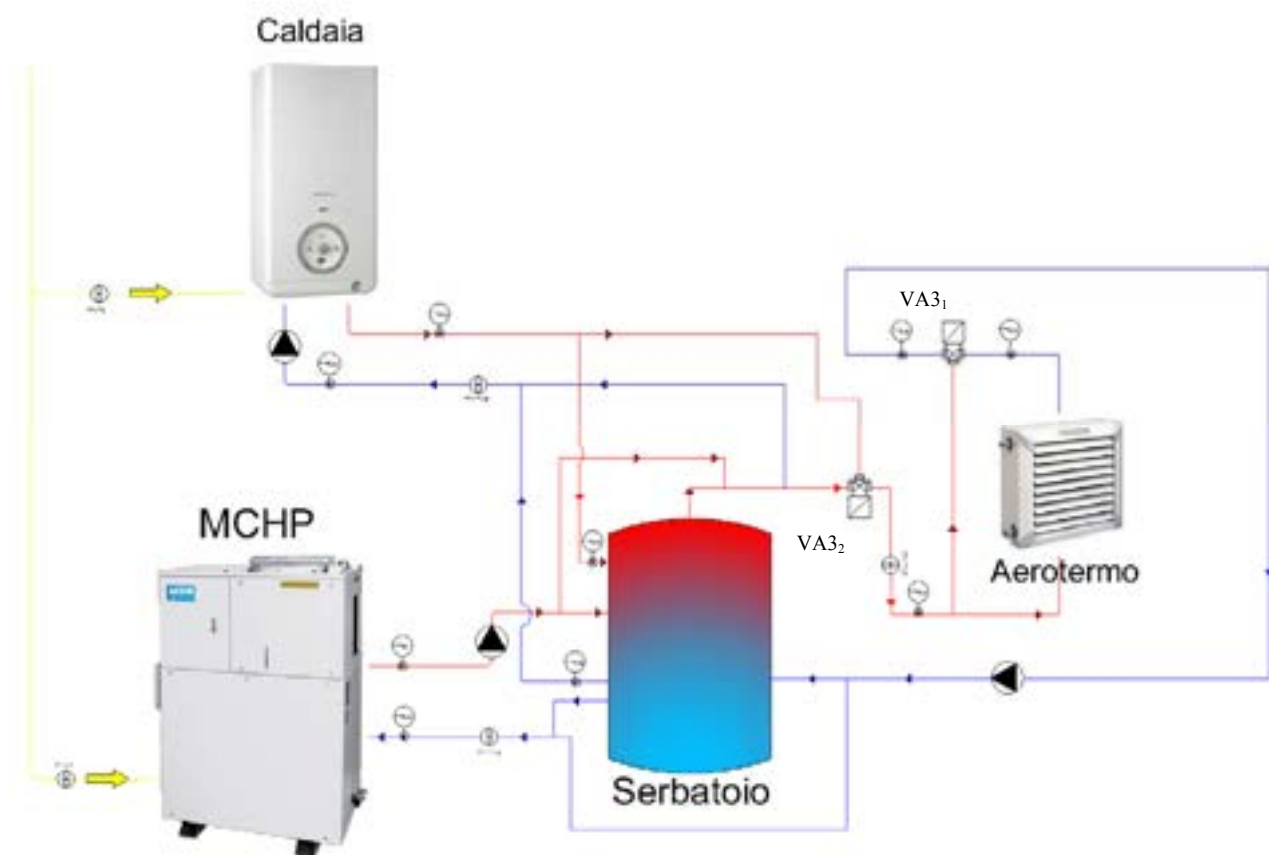 Caldaia
VA3₁
MCHP
VA3₂
Aerotermo
Serbatoio